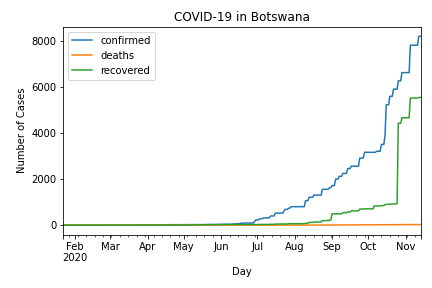 COVID-19 in Botswana
confirmed
deaths
recovered
Number of Cases
8000
6000
4000
2000
0
Feb
2020
Mar
Apr
May
Jun
Jul
Aug
Sep
Oct
Nov
Day